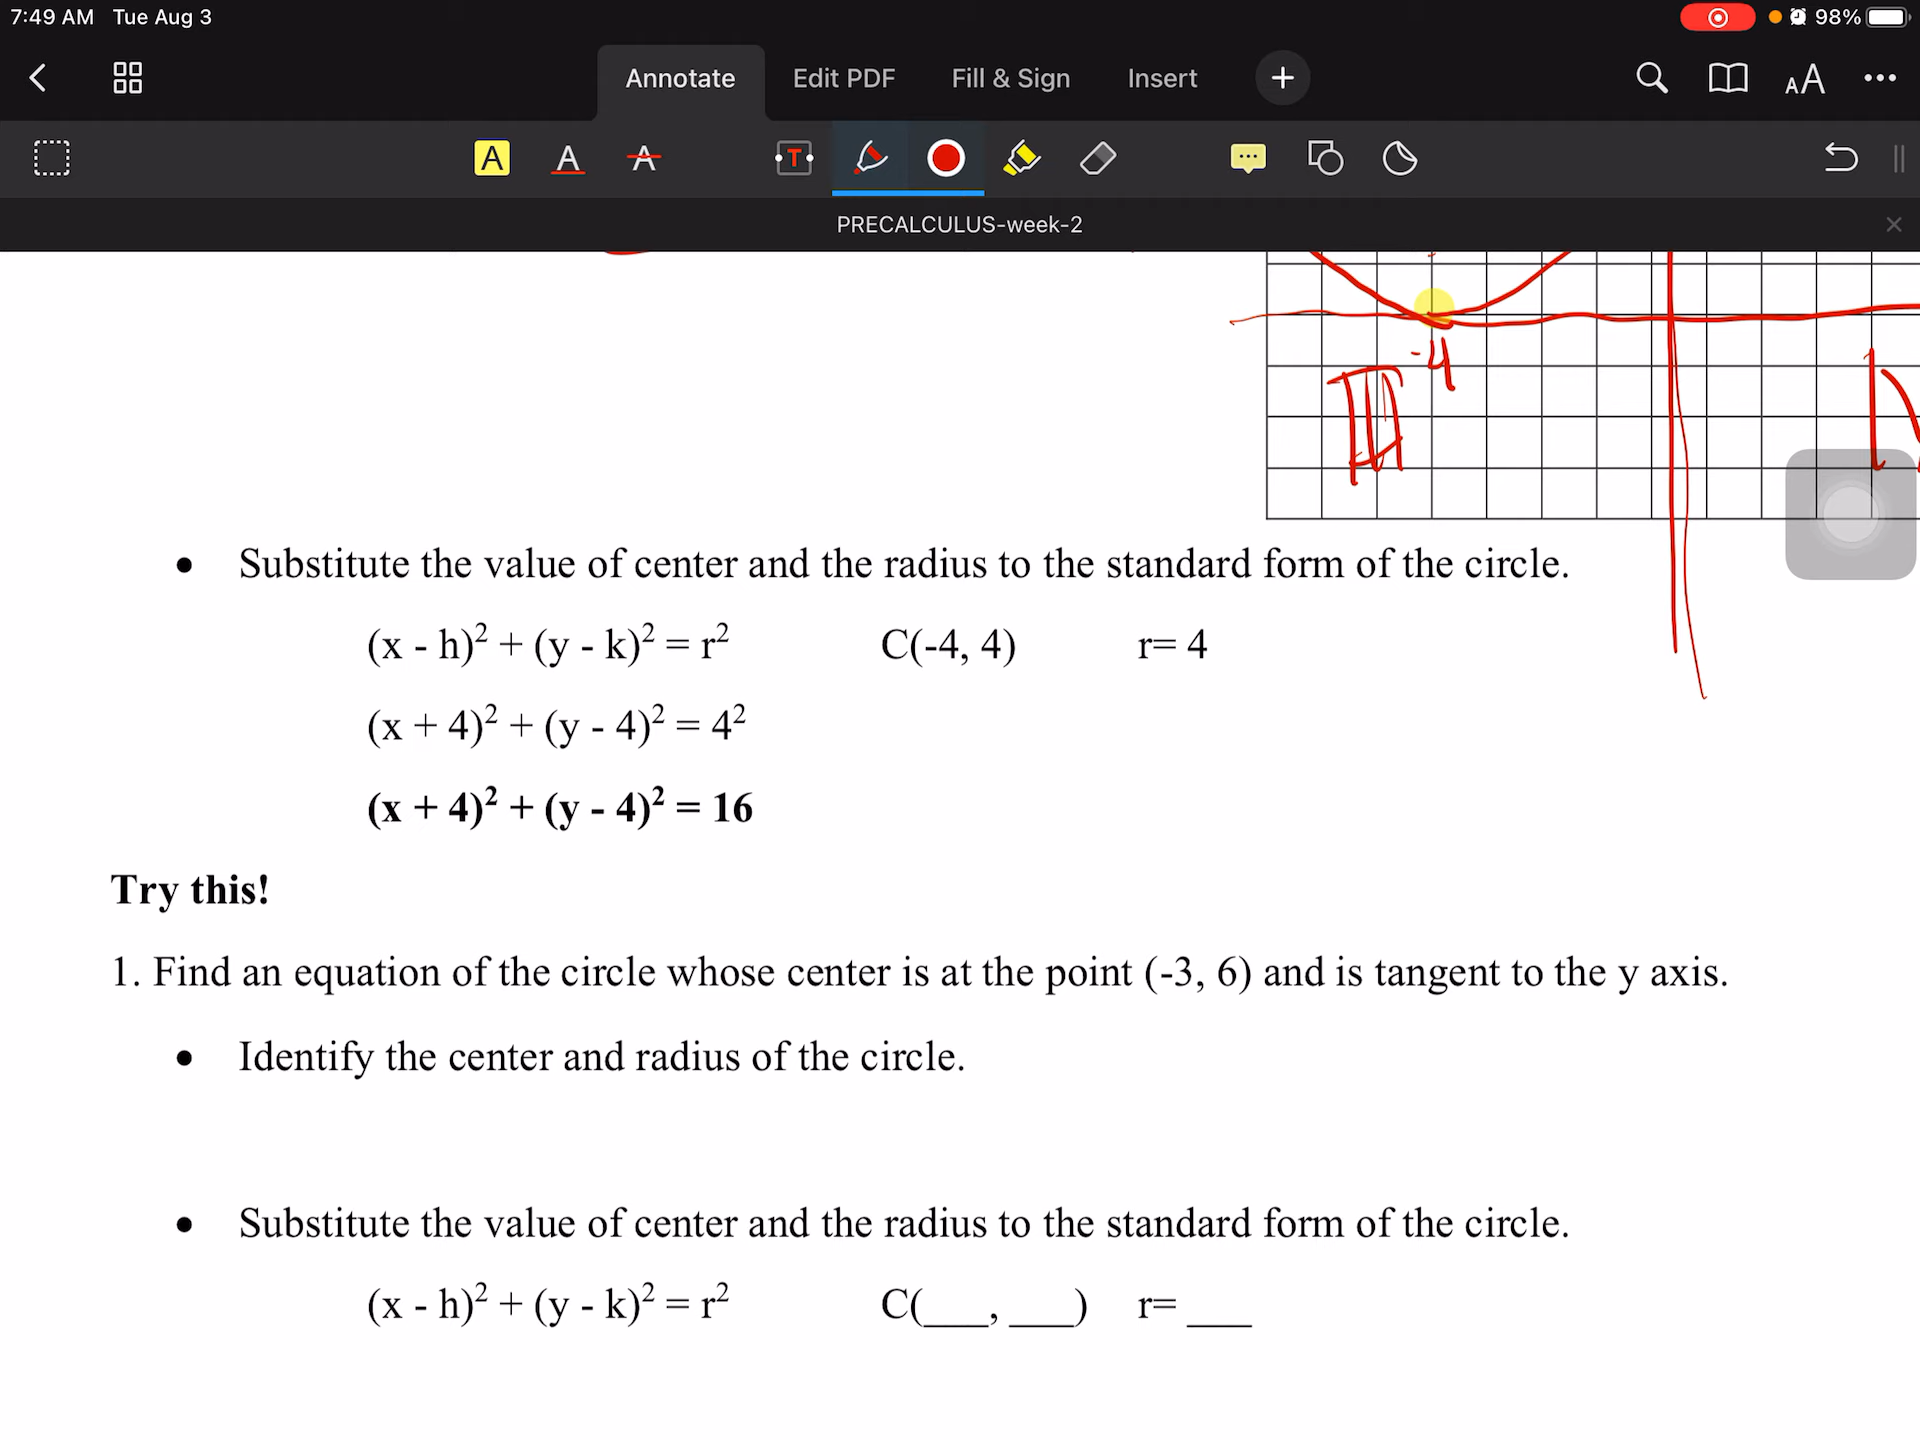 7:49 AM Tue Aug 3 98%
Annotate Edit PDF Fill & Sign Insert AA
A A A T
PRECALCULUS-week-2
-4
III IV
• Substitute the value of center and the radius to the standard form of the circle.
(x - h)² + (y - k)² = r² C(-4, 4) r= 4
(x + 4)² + (y - 4)² = 4²
(x + 4)² + (y - 4)² = 16
Try this!
1. Find an equation of the circle whose center is at the point (-3, 6) and is tangent to the y axis.
• Identify the center and radius of the circle.
• Substitute the value of center and the radius to the standard form of the circle.
(x - h)² + (y - k)² = r² C(___, ___) r= ___